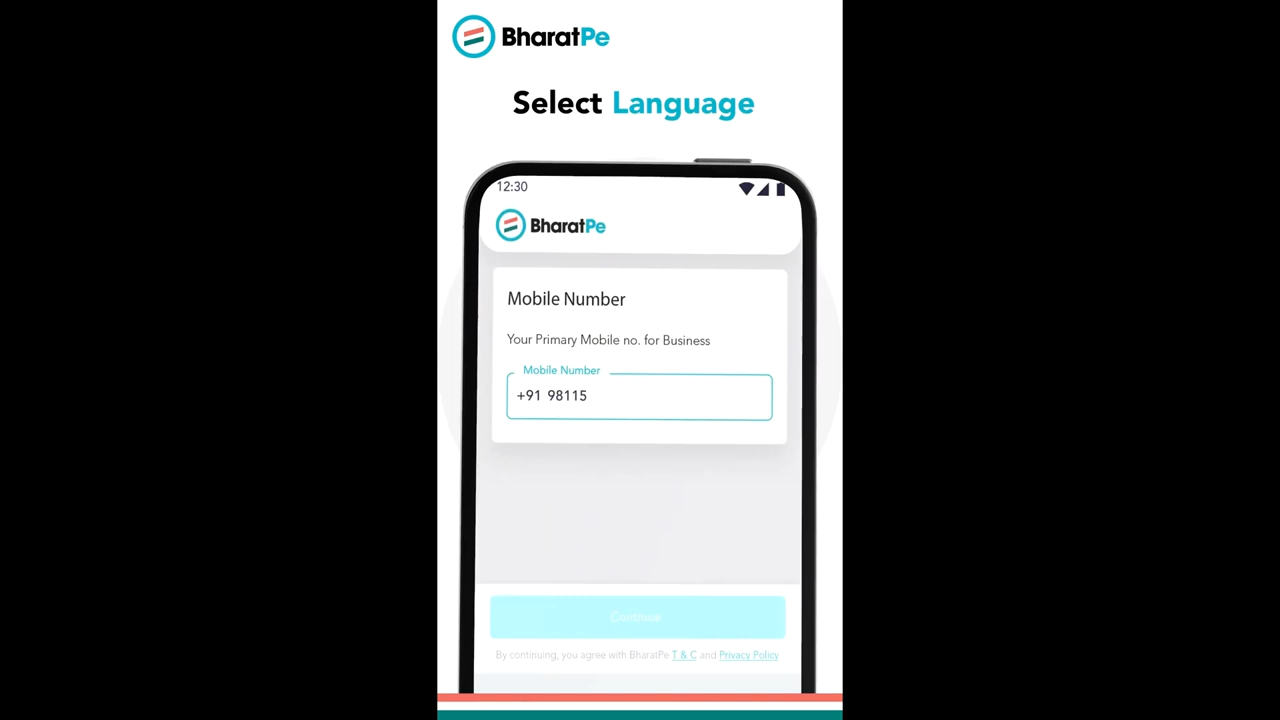 BharatPe
Select Language
12:30
BharatPe
Mobile Number
Your Primary Mobile no. for Business
Mobile Number
+91 98115
Continue
By continuing, you agree with BharatPe T & C and Privacy Policy